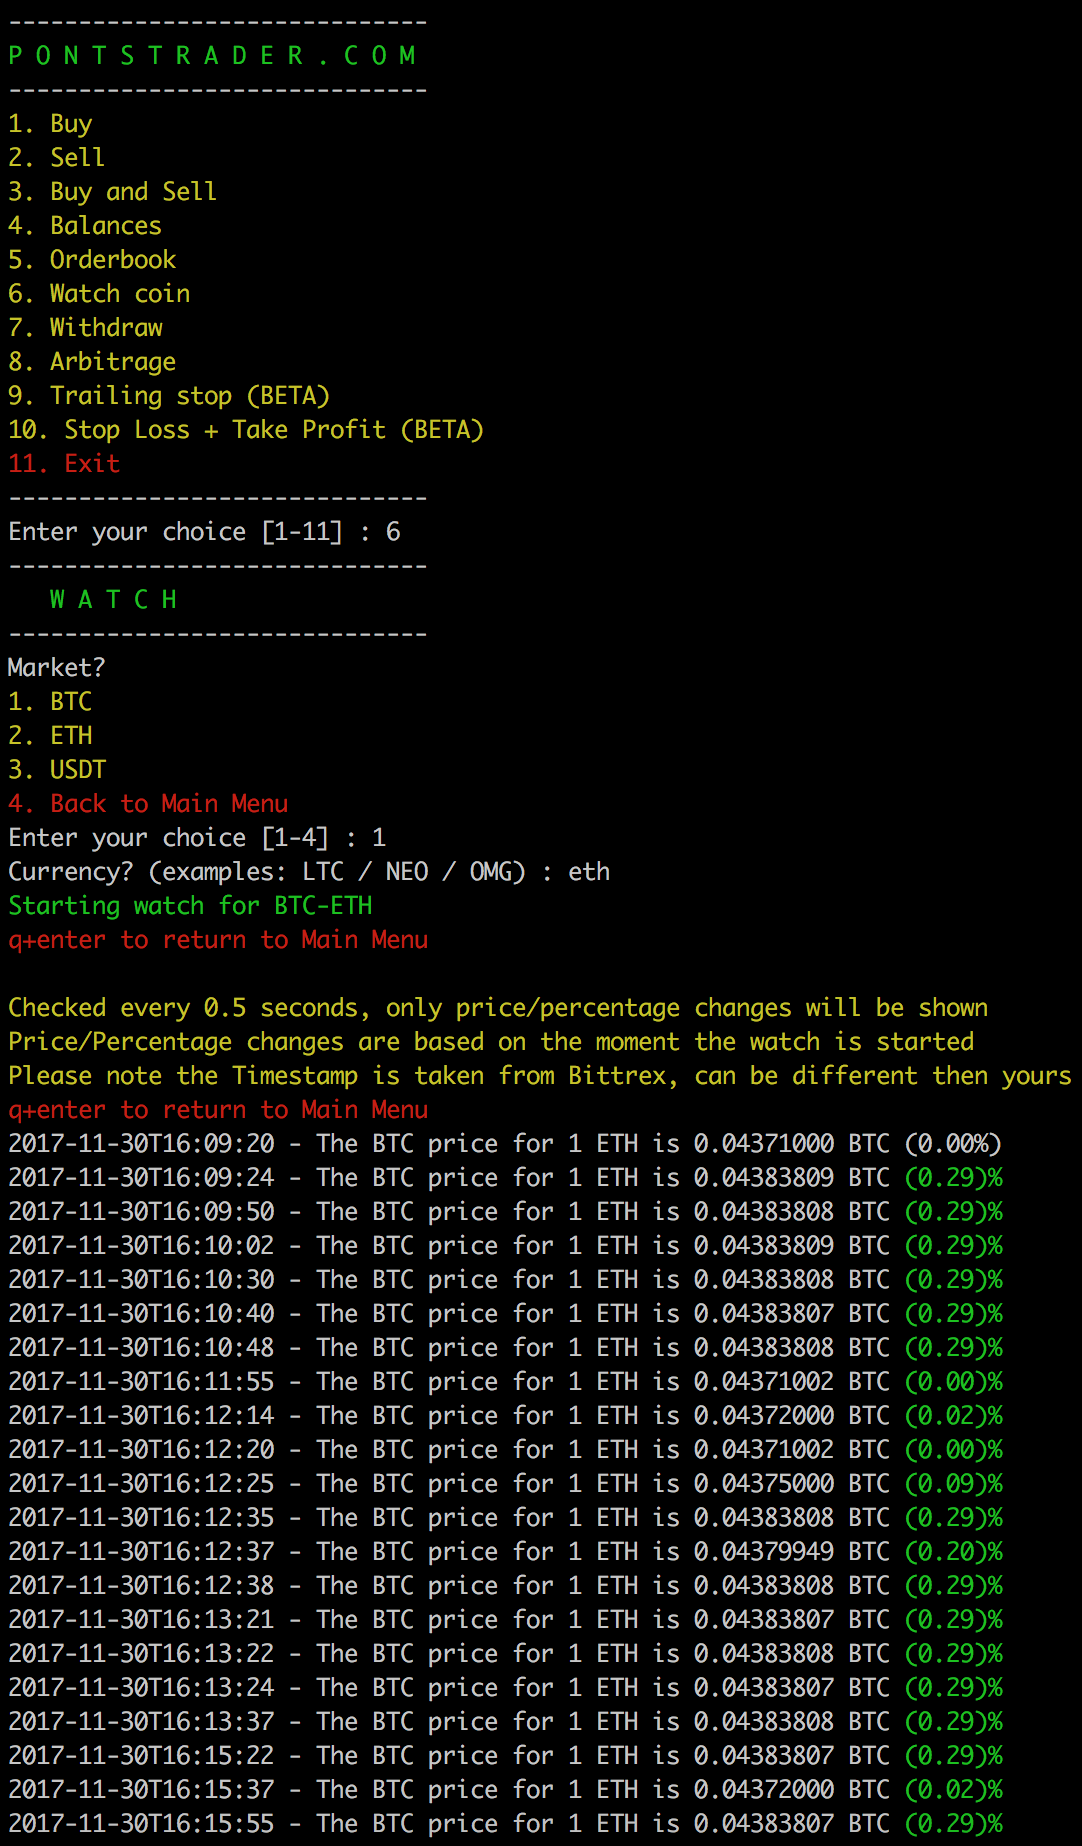 ------------------------------
P O N T S T R A D E R . C O M
------------------------------
1. Buy
2. Sell
3. Buy and Sell
4. Balances
5. Orderbook
6. Watch coin
7. Withdraw
8. Arbitrage
9. Trailing stop (BETA)
10. Stop Loss + Take Profit (BETA)
11. Exit
------------------------------
Enter your choice [1-11] : 6
------------------------------
   W A T C H
------------------------------
Market?
1. BTC
2. ETH
3. USDT
4. Back to Main Menu
Enter your choice [1-4] : 1
Currency? (examples: LTC / NEO / OMG) : eth
Starting watch for BTC-ETH
q+enter to return to Main Menu

Checked every 0.5 seconds, only price/percentage changes will be shown
Price/Percentage changes are based on the moment the watch is started
Please note the Timestamp is taken from Bittrex, can be different then yours
q+enter to return to Main Menu
2017-11-30T16:09:20 - The BTC price for 1 ETH is 0.04371000 BTC (0.00%)
2017-11-30T16:09:24 - The BTC price for 1 ETH is 0.04383809 BTC (0.29)%
2017-11-30T16:09:50 - The BTC price for 1 ETH is 0.04383808 BTC (0.29)%
2017-11-30T16:10:02 - The BTC price for 1 ETH is 0.04383809 BTC (0.29)%
2017-11-30T16:10:30 - The BTC price for 1 ETH is 0.04383808 BTC (0.29)%
2017-11-30T16:10:40 - The BTC price for 1 ETH is 0.04383807 BTC (0.29)%
2017-11-30T16:10:48 - The BTC price for 1 ETH is 0.04383808 BTC (0.29)%
2017-11-30T16:11:55 - The BTC price for 1 ETH is 0.04371002 BTC (0.00)%
2017-11-30T16:12:14 - The BTC price for 1 ETH is 0.04372000 BTC (0.02)%
2017-11-30T16:12:20 - The BTC price for 1 ETH is 0.04371002 BTC (0.00)%
2017-11-30T16:12:25 - The BTC price for 1 ETH is 0.04375000 BTC (0.09)%
2017-11-30T16:12:35 - The BTC price for 1 ETH is 0.04383808 BTC (0.29)%
2017-11-30T16:12:37 - The BTC price for 1 ETH is 0.04379949 BTC (0.20)%
2017-11-30T16:12:38 - The BTC price for 1 ETH is 0.04383808 BTC (0.29)%
2017-11-30T16:13:21 - The BTC price for 1 ETH is 0.04383807 BTC (0.29)%
2017-11-30T16:13:22 - The BTC price for 1 ETH is 0.04383808 BTC (0.29)%
2017-11-30T16:13:24 - The BTC price for 1 ETH is 0.04383807 BTC (0.29)%
2017-11-30T16:13:37 - The BTC price for 1 ETH is 0.04383808 BTC (0.29)%
2017-11-30T16:15:22 - The BTC price for 1 ETH is 0.04383807 BTC (0.29)%
2017-11-30T16:15:37 - The BTC price for 1 ETH is 0.04372000 BTC (0.02)%
2017-11-30T16:15:55 - The BTC price for 1 ETH is 0.04383807 BTC (0.29)%